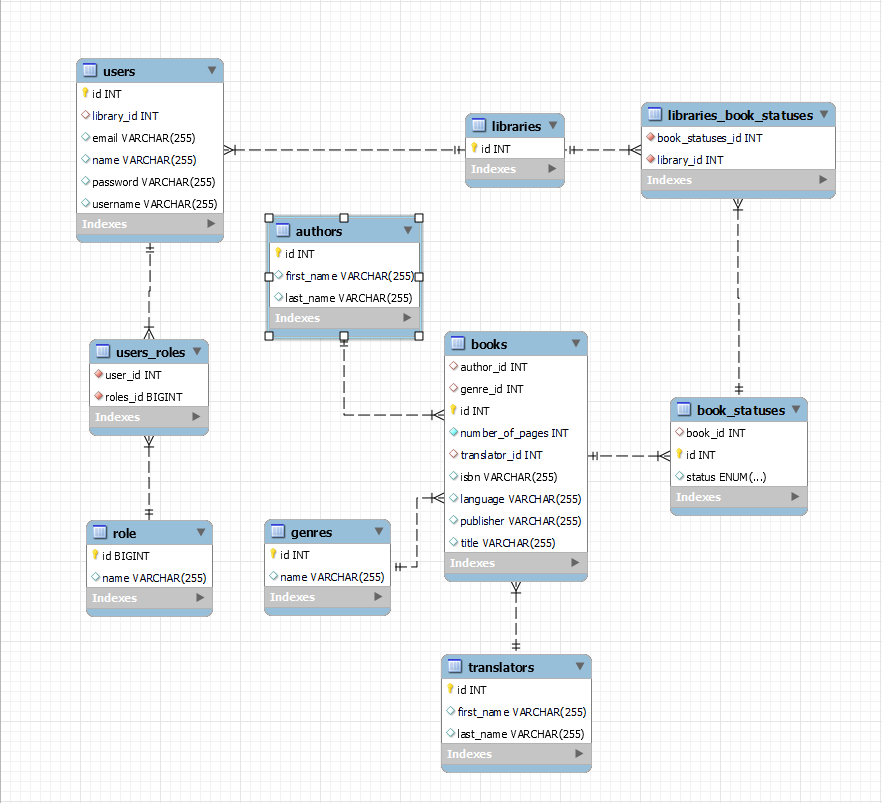 users
id INT
library_id INT
email VARCHAR(255)
name VARCHAR(255)
password VARCHAR(255)
username VARCHAR(255)
Indexes
libraries
id INT
Indexes
libraries_book_statuses
book_statuses_id INT
library_id INT
Indexes
authors
id INT
first_name VARCHAR(255)
last_name VARCHAR(255)
Indexes
users_roles
user_id INT
roles_id BIGINT
Indexes
books
author_id INT
genre_id INT
id INT
number_of_pages INT
translator_id INT
isbn VARCHAR(255)
language VARCHAR(255)
publisher VARCHAR(255)
title VARCHAR(255)
Indexes
book_statuses
book_id INT
id INT
status ENUM(...)
Indexes
role
id BIGINT
name VARCHAR(255)
Indexes
genres
id INT
name VARCHAR(255)
Indexes
translators
id INT
first_name VARCHAR(255)
last_name VARCHAR(255)
Indexes